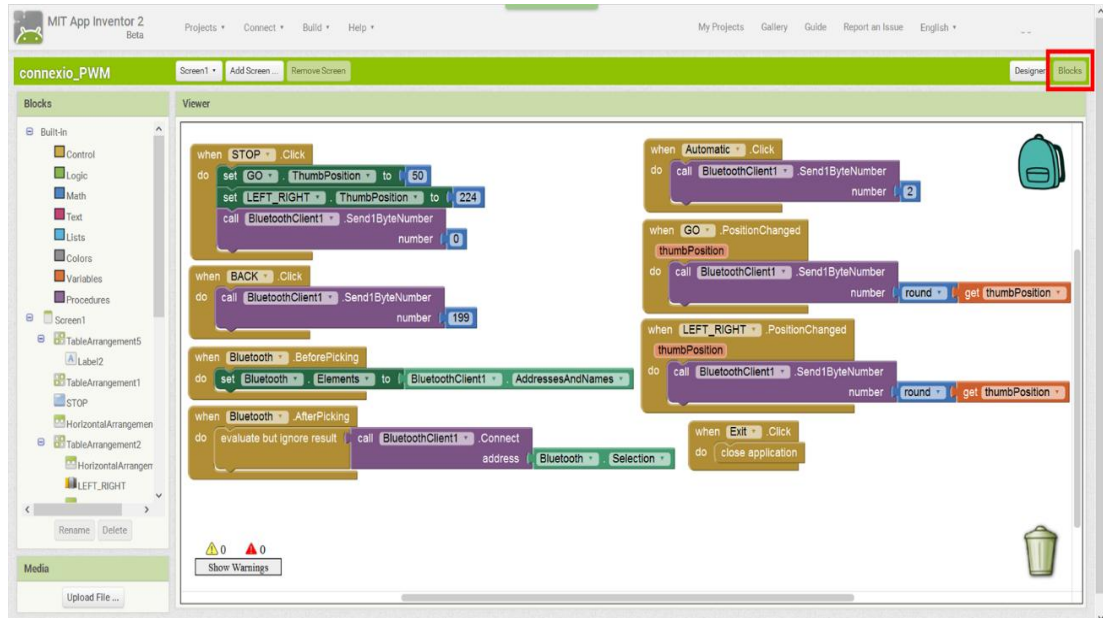 MIT App Inventor 2
Beta
Projects Connect Build Help My Projects Gallery Guide Report an Issue English
connexio_PWM Screen1 Add Screen ... Remove Screen Designer Blocks
Blocks
Built-in
Control
Logic
Math
Text
Lists
Colors
Variables
Procedures
Screen1
TableArrangement5
Label2
TableArrangement1
STOP
HorizontalArrangemen
TableArrangement2
HorizontalArrangem
LEFT_RIGHT
Rename Delete
Media
Upload File ...
Viewer
when STOP .Click
do set GO . ThumbPosition to 50
set LEFT_RIGHT . ThumbPosition to 224
call BluetoothClient1 .Send1ByteNumber
number 0
when BACK .Click
do call BluetoothClient1 .Send1ByteNumber
number 199
when Bluetooth .BeforePicking
do set Bluetooth . Elements to BluetoothClient1 . AddressesAndNames
when Bluetooth .AfterPicking
do evaluate but ignore result call BluetoothClient1 .Connect
address Bluetooth . Selection
when Automatic .Click
do call BluetoothClient1 .Send1ByteNumber
number 2
when GO .PositionChanged
thumbPosition
do call BluetoothClient1 .Send1ByteNumber
number round get thumbPosition
when LEFT_RIGHT .PositionChanged
thumbPosition
do call BluetoothClient1 .Send1ByteNumber
number round get thumbPosition
when Exit .Click
do close application
0 0
Show Warnings